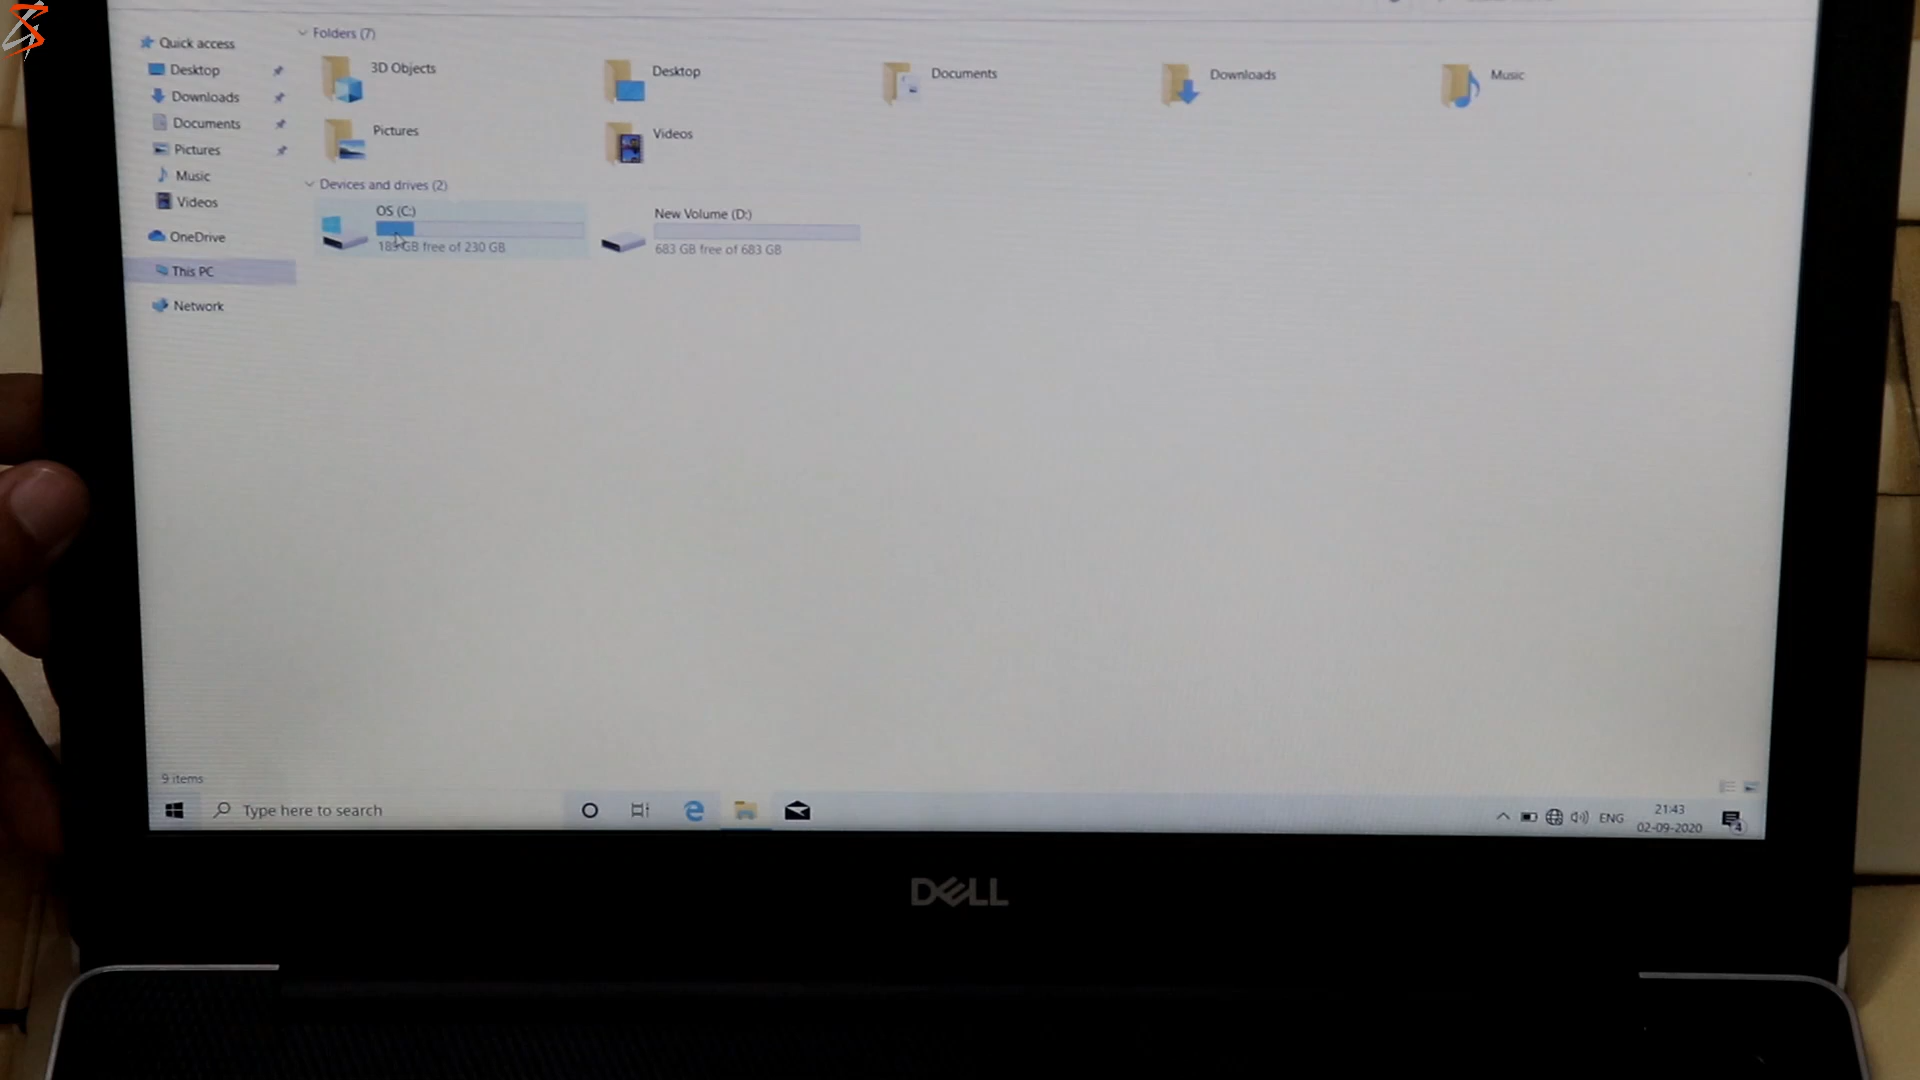 Quick access
Desktop
Downloads
Documents
Pictures
Music
Videos
OneDrive
This PC
Network
Folders (7)
3D Objects
Desktop
Documents
Downloads
Music
Pictures
Videos
Devices and drives (2)
OS (C:)
GB free of 230 GB
New Volume (D:)
683 GB free of 683 GB
9 items
Type here to search
ENG
21:43
02-09-2020
4
DELL